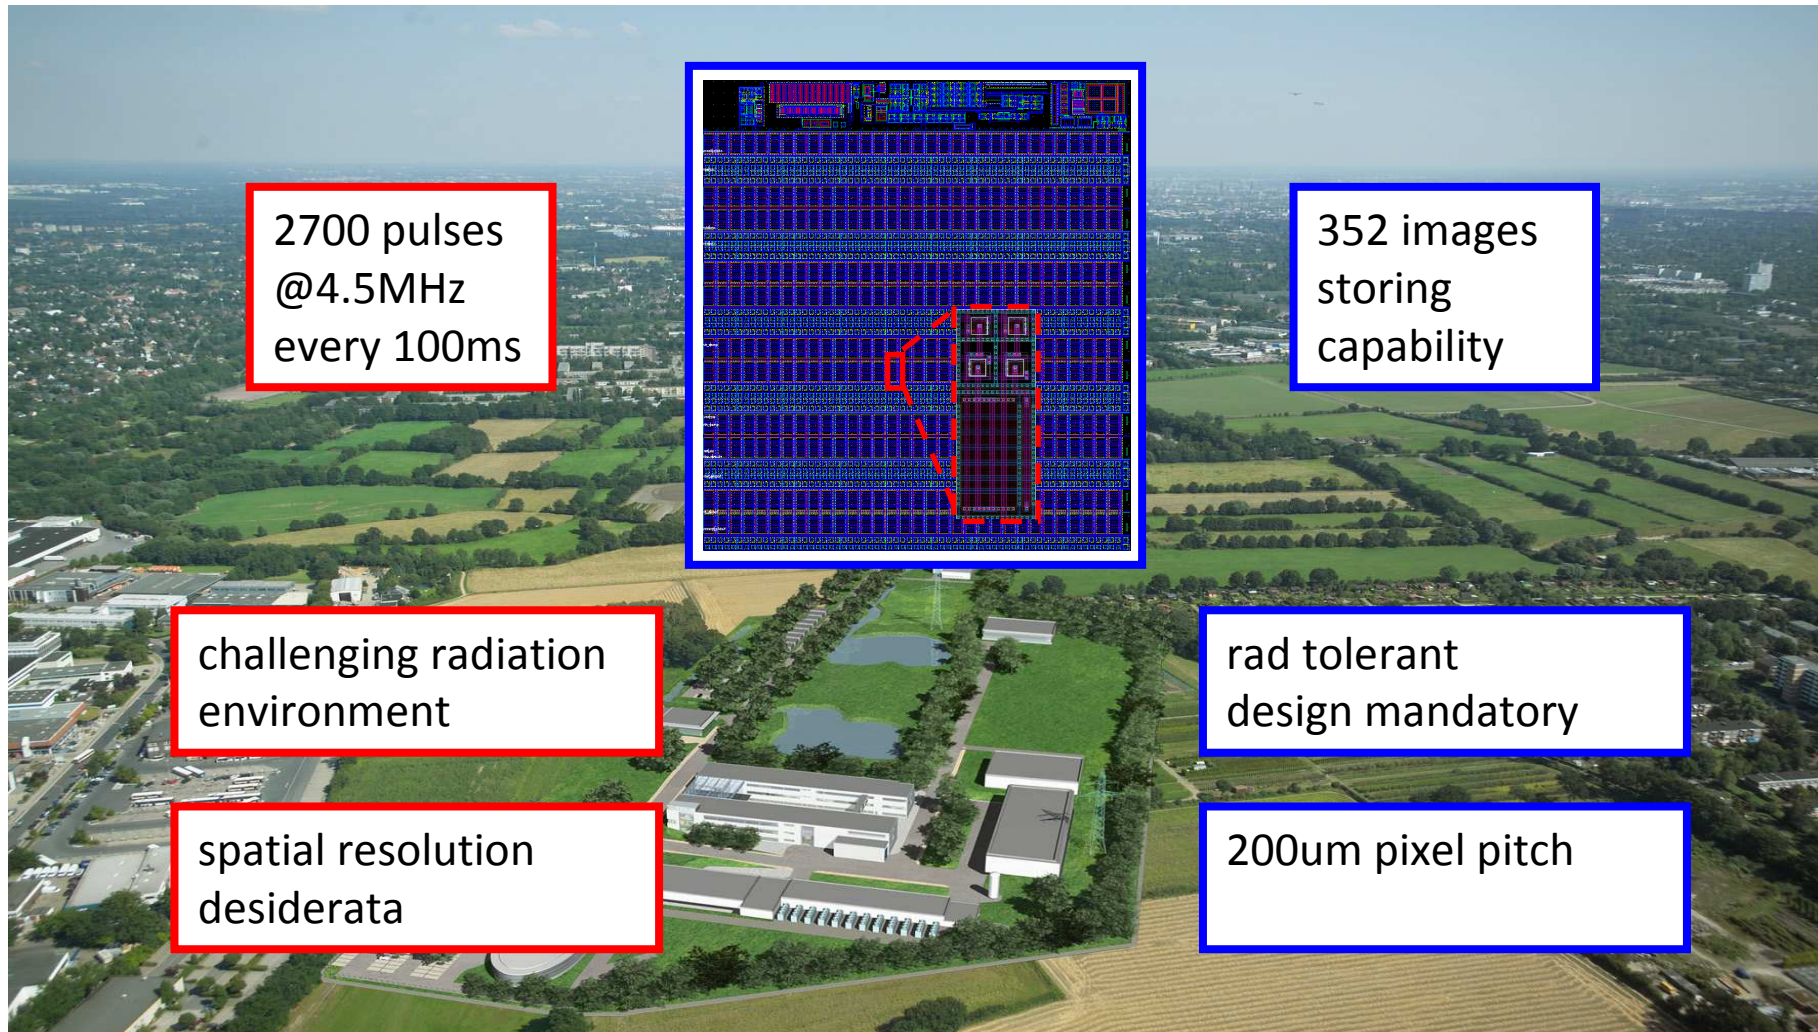 2700 pulses
@4.5MHz
every 100ms
352 images
storing
capability
challenging radiation
environment
rad tolerant
design mandatory
spatial resolution
desiderata
200um pixel pitch